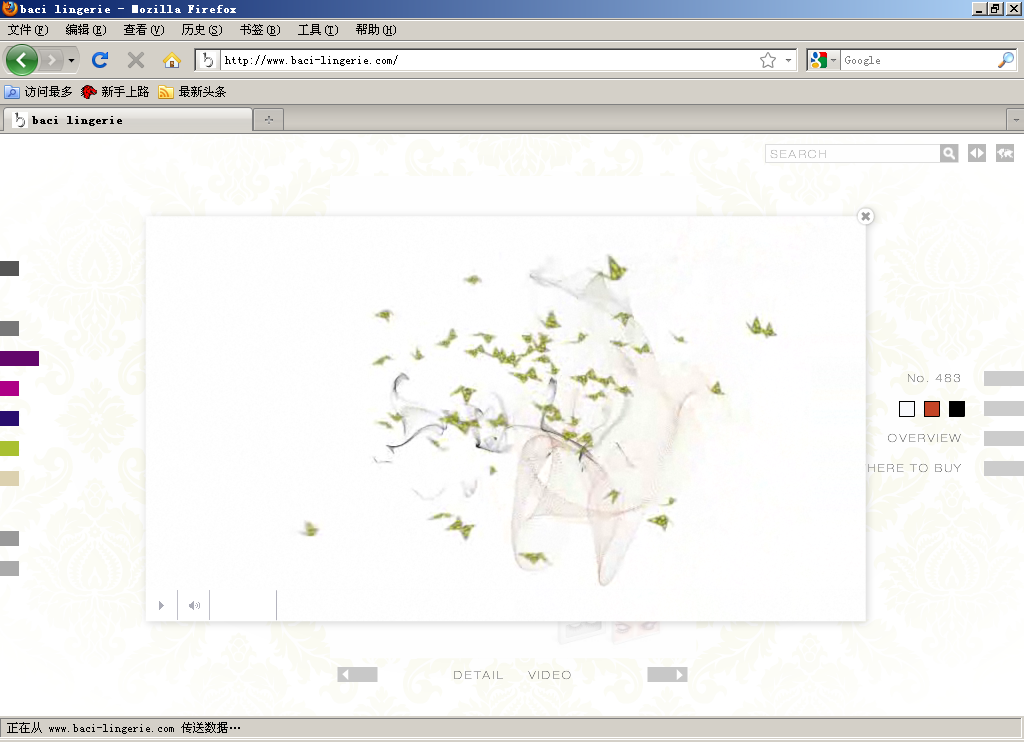 baci lingerie - Mozilla Firefox
文件(F) 编辑(E) 查看(V) 历史(S) 书签(B) 工具(T) 帮助(H)
http://www.baci-lingerie.com/ Google
访问最多 新手上路 最新头条
baci lingerie
SEARCH
No. 483
OVERVIEW
HERE TO BUY
DETAIL VIDEO
正在从 www.baci-lingerie.com 传送数据…